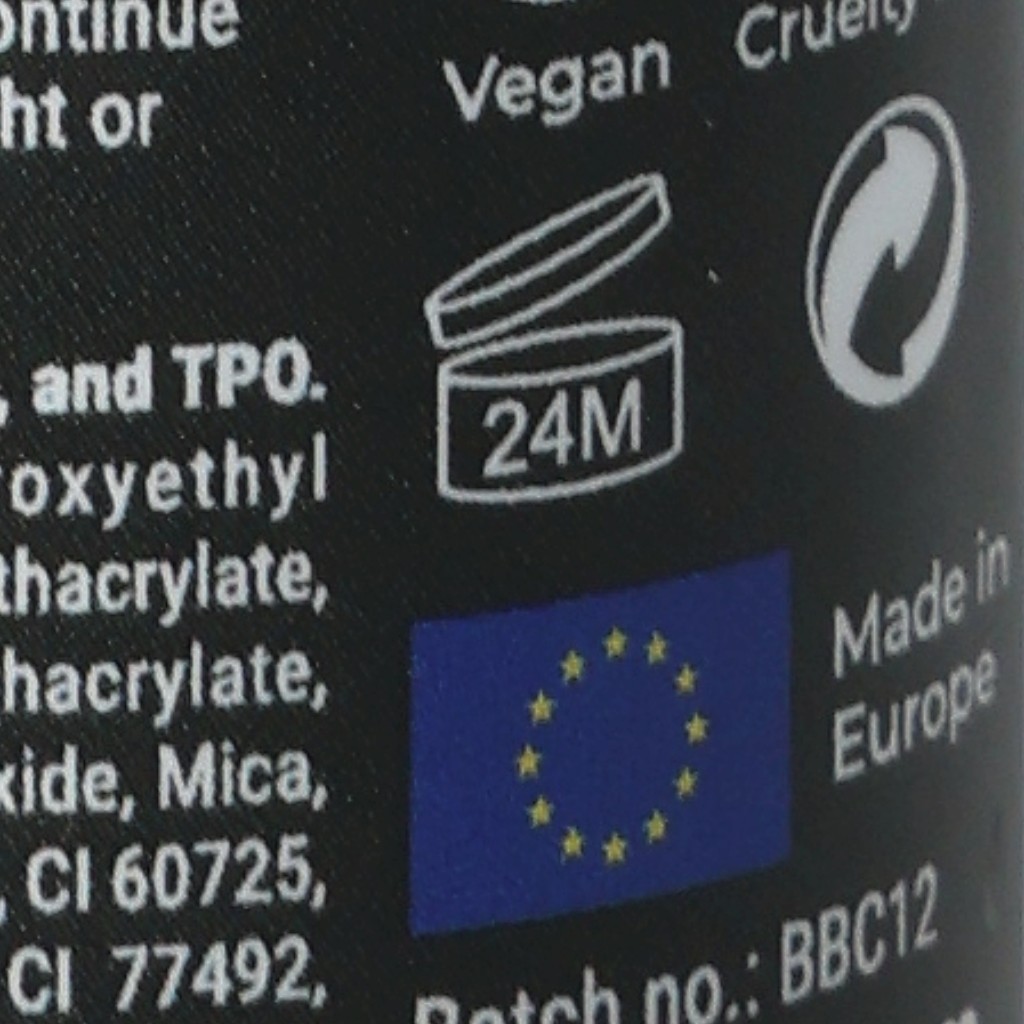 ontinue
ht or
, and TPO.
oxyethyl
thacrylate,
hacrylate,
xide, Mica,
, CI 60725,
CI 77492,
Vegan
Cruelty
24M
Made in
Europe
Batch no.: BBC12